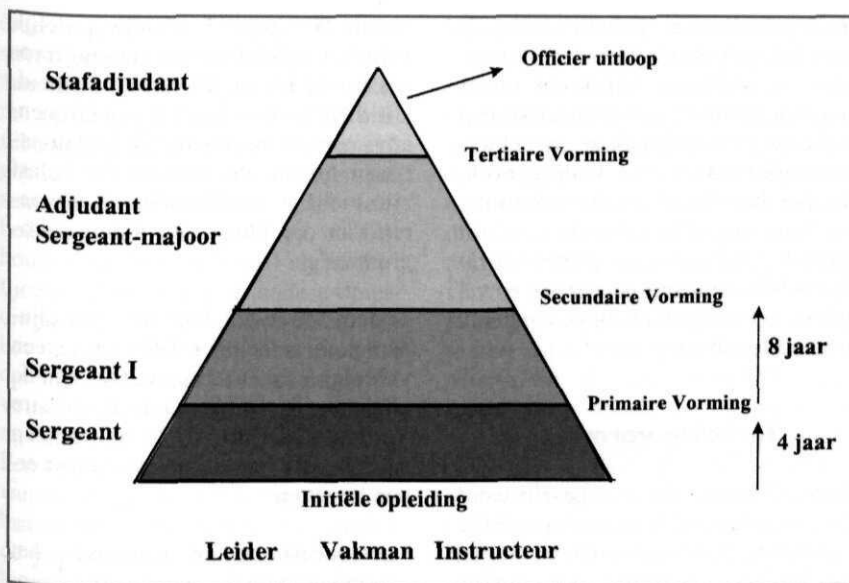 Officier uitloop
Stafadjudant
Tertiaire Vorming
Adjudant
Sergeant-majoor
Secundaire Vorming
8 jaar
Sergeant I
Primaire Vorming
Sergeant
4 jaar
Initiële opleiding
Leider Vakman Instructeur